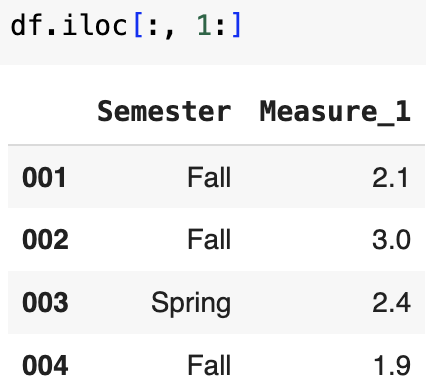 df.iloc[:, 1:]
Semester Measure_1
001 Fall 2.1
002 Fall 3.0
003 Spring 2.4
004 Fall 1.9